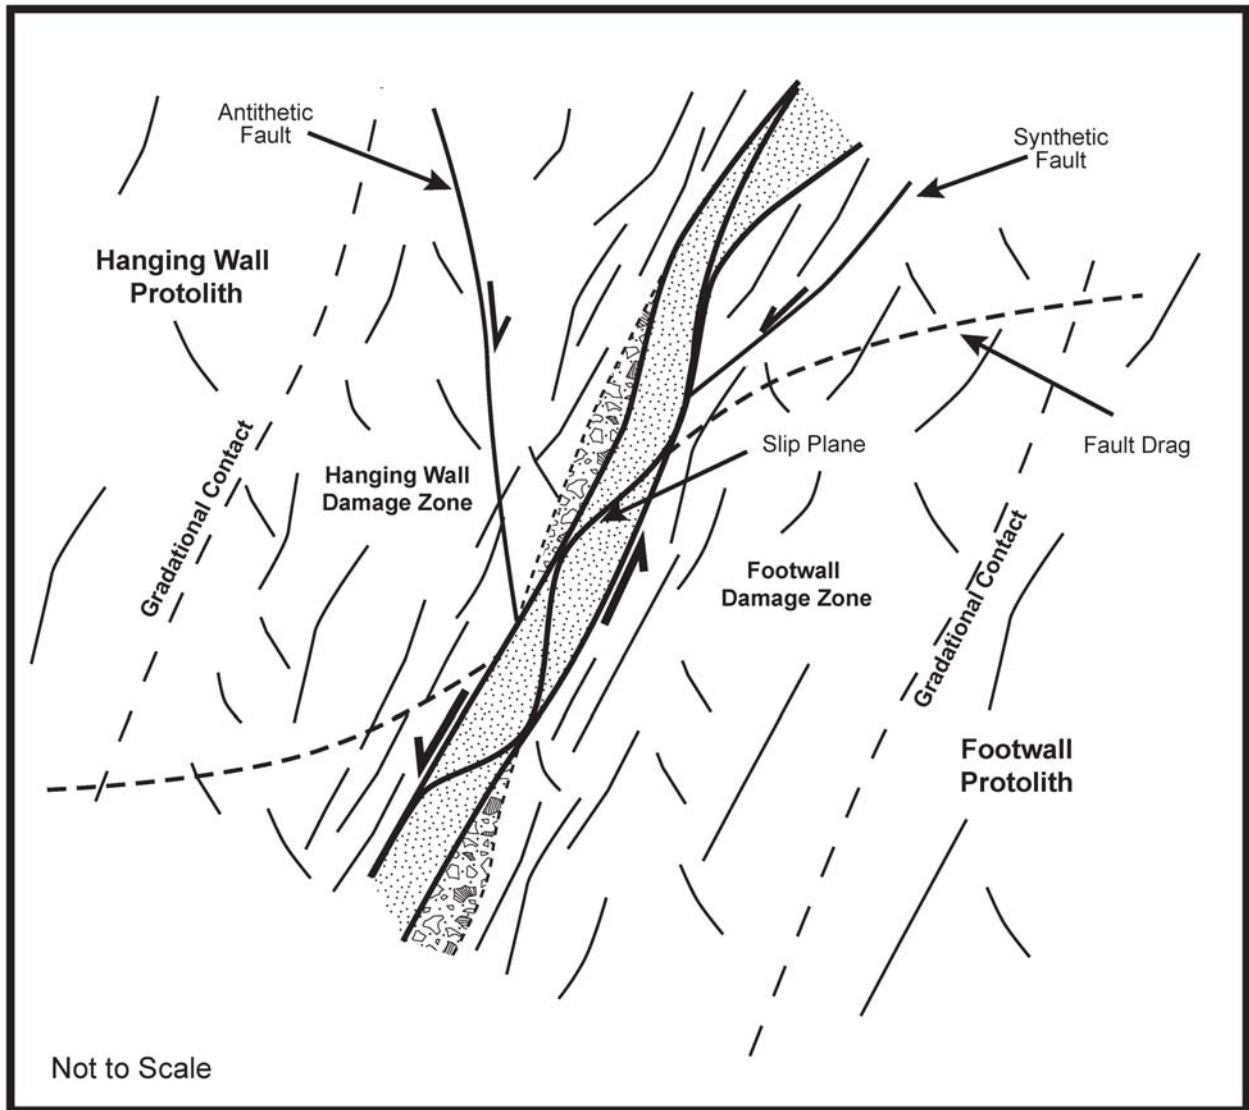 Antithetic
Fault
Synthetic
Fault
Hanging Wall
Protolith
Gradational Contact
Hanging Wall
Damage Zone
Slip Plane
Fault Drag
Footwall
Damage Zone
Gradational Contact
Footwall
Protolith
Not to Scale